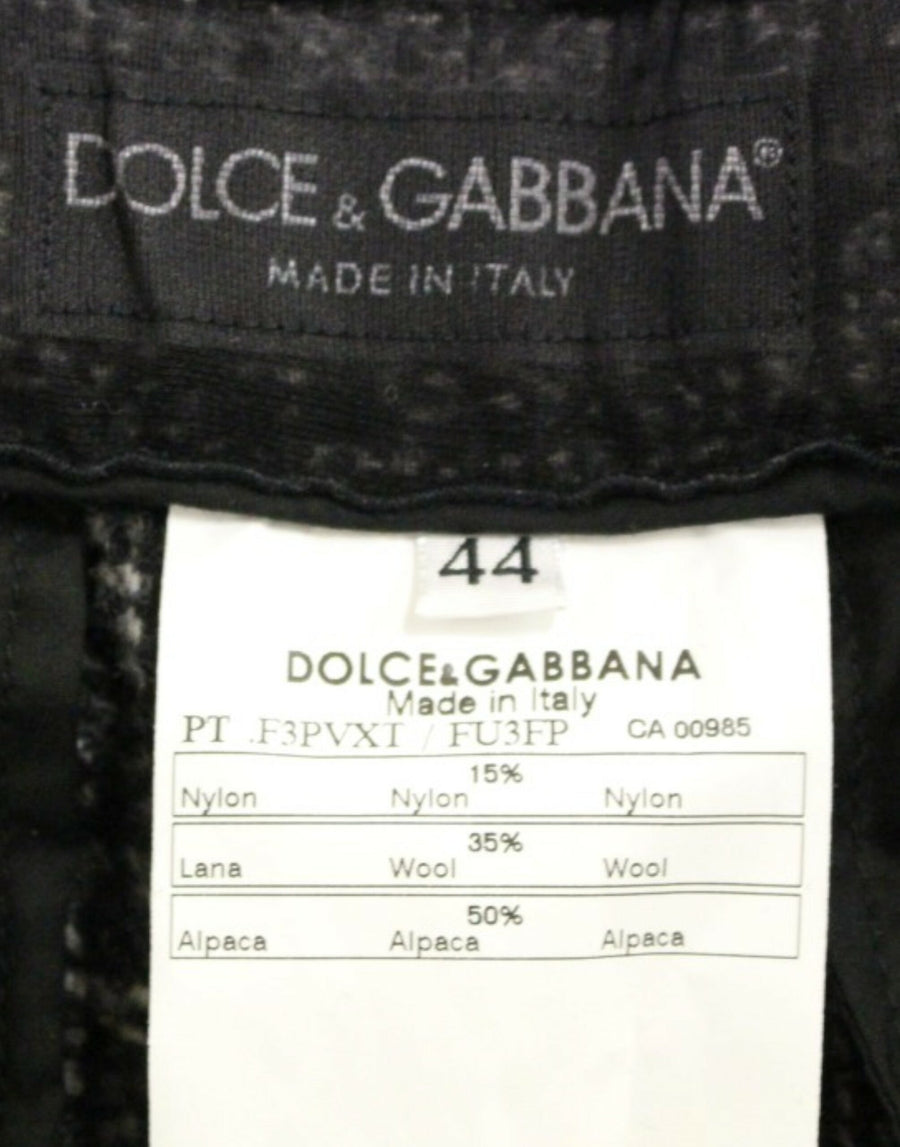 DOLCE & GABBANA®
MADE IN ITALY
44
DOLCE&GABBANA
Made in Italy
PT .F3PVXT / FU3FP CA 00985
15%
Nylon Nylon Nylon
35%
Lana Wool Wool
50%
Alpaca Alpaca Alpaca